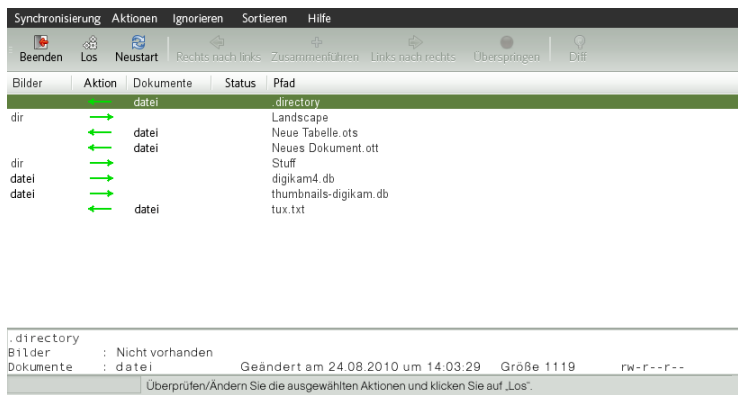 Synchronisierung Aktionen Ignorieren Sortieren Hilfe
Beenden Los Neustart Rechts nach links Zusammenführen Links nach rechts Überspringen Diff
Bilder Aktion Dokumente Status Pfad
datei .directory
dir Landscape
datei Neue Tabelle.ots
datei Neues Dokument.ott
dir Stuff
datei digikam4.db
datei thumbnails-digikam.db
datei tux.txt
.directory
Bilder : Nicht vorhanden
Dokumente : datei Geändert am 24.08.2010 um 14:03:29 Größe 1119 rw-r--r--
Überprüfen/Ändern Sie die ausgewählten Aktionen und klicken Sie auf „Los“.